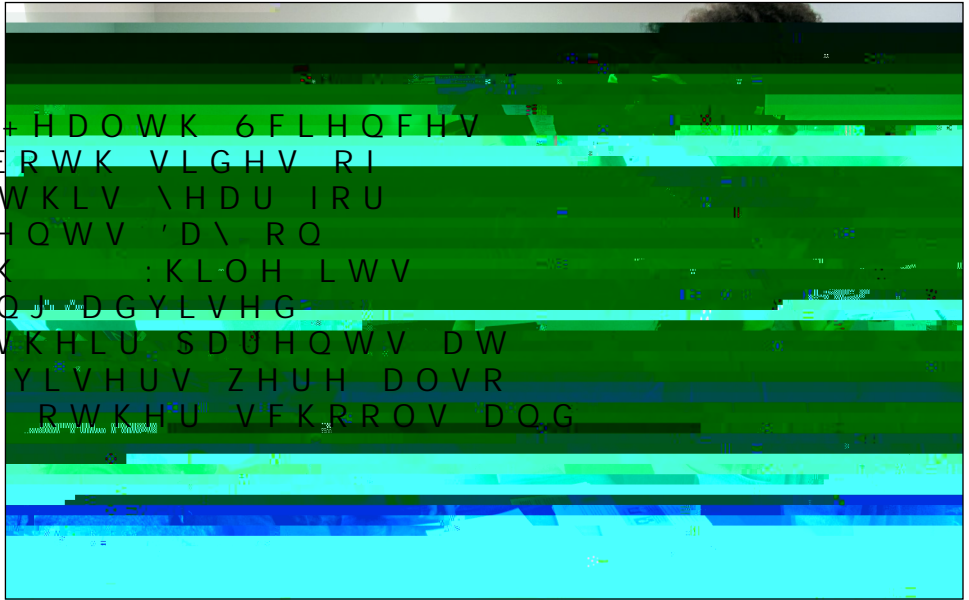 +HDOWK 6FLHQFHV
ERWK VLGHV RI
WKLV \HDU IRU
HQWV 'D\ RQ
K :KLOH LWV
QJ DGYLVHG
WKHLU SDUHQWV DW
YLVHUV ZHUH DOVR
RWKHU VFKRROV DQG